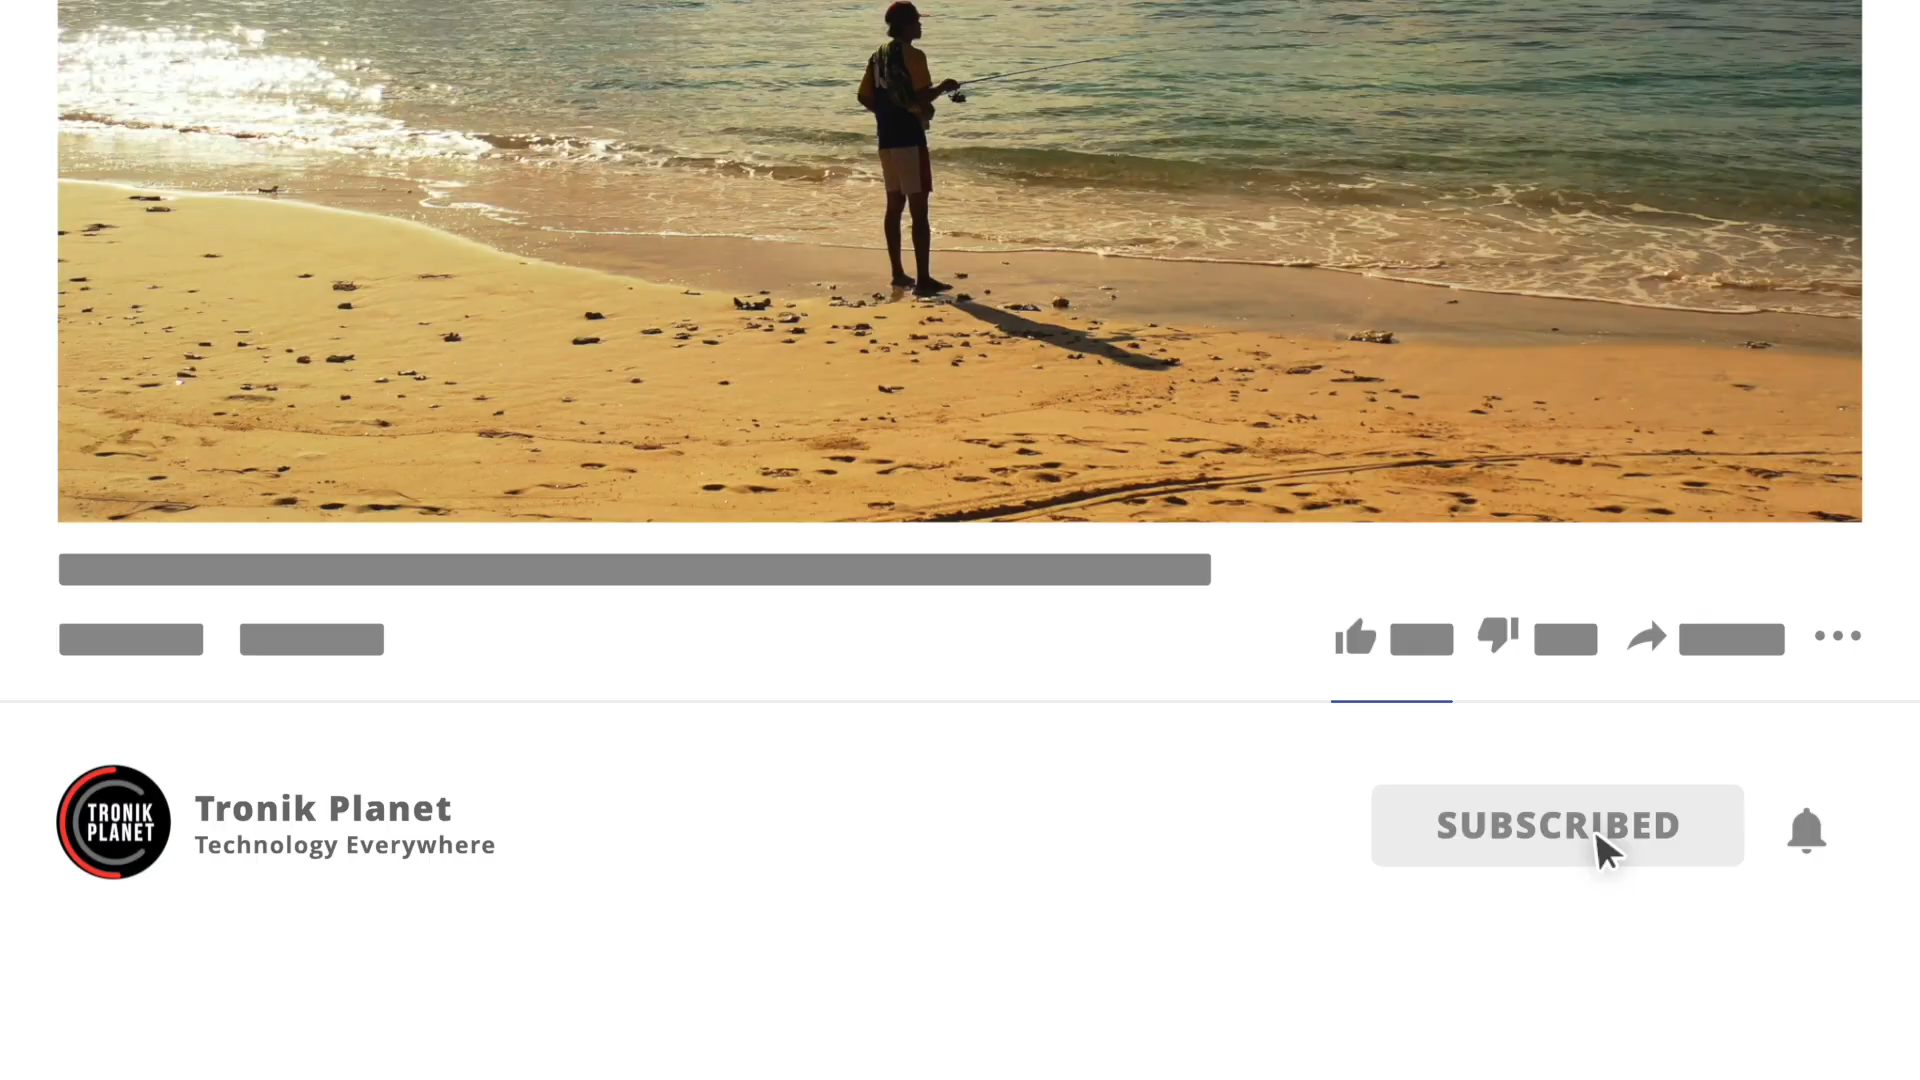 TRONIK
PLANET
Tronik Planet
Technology Everywhere
SUBSCRIBED